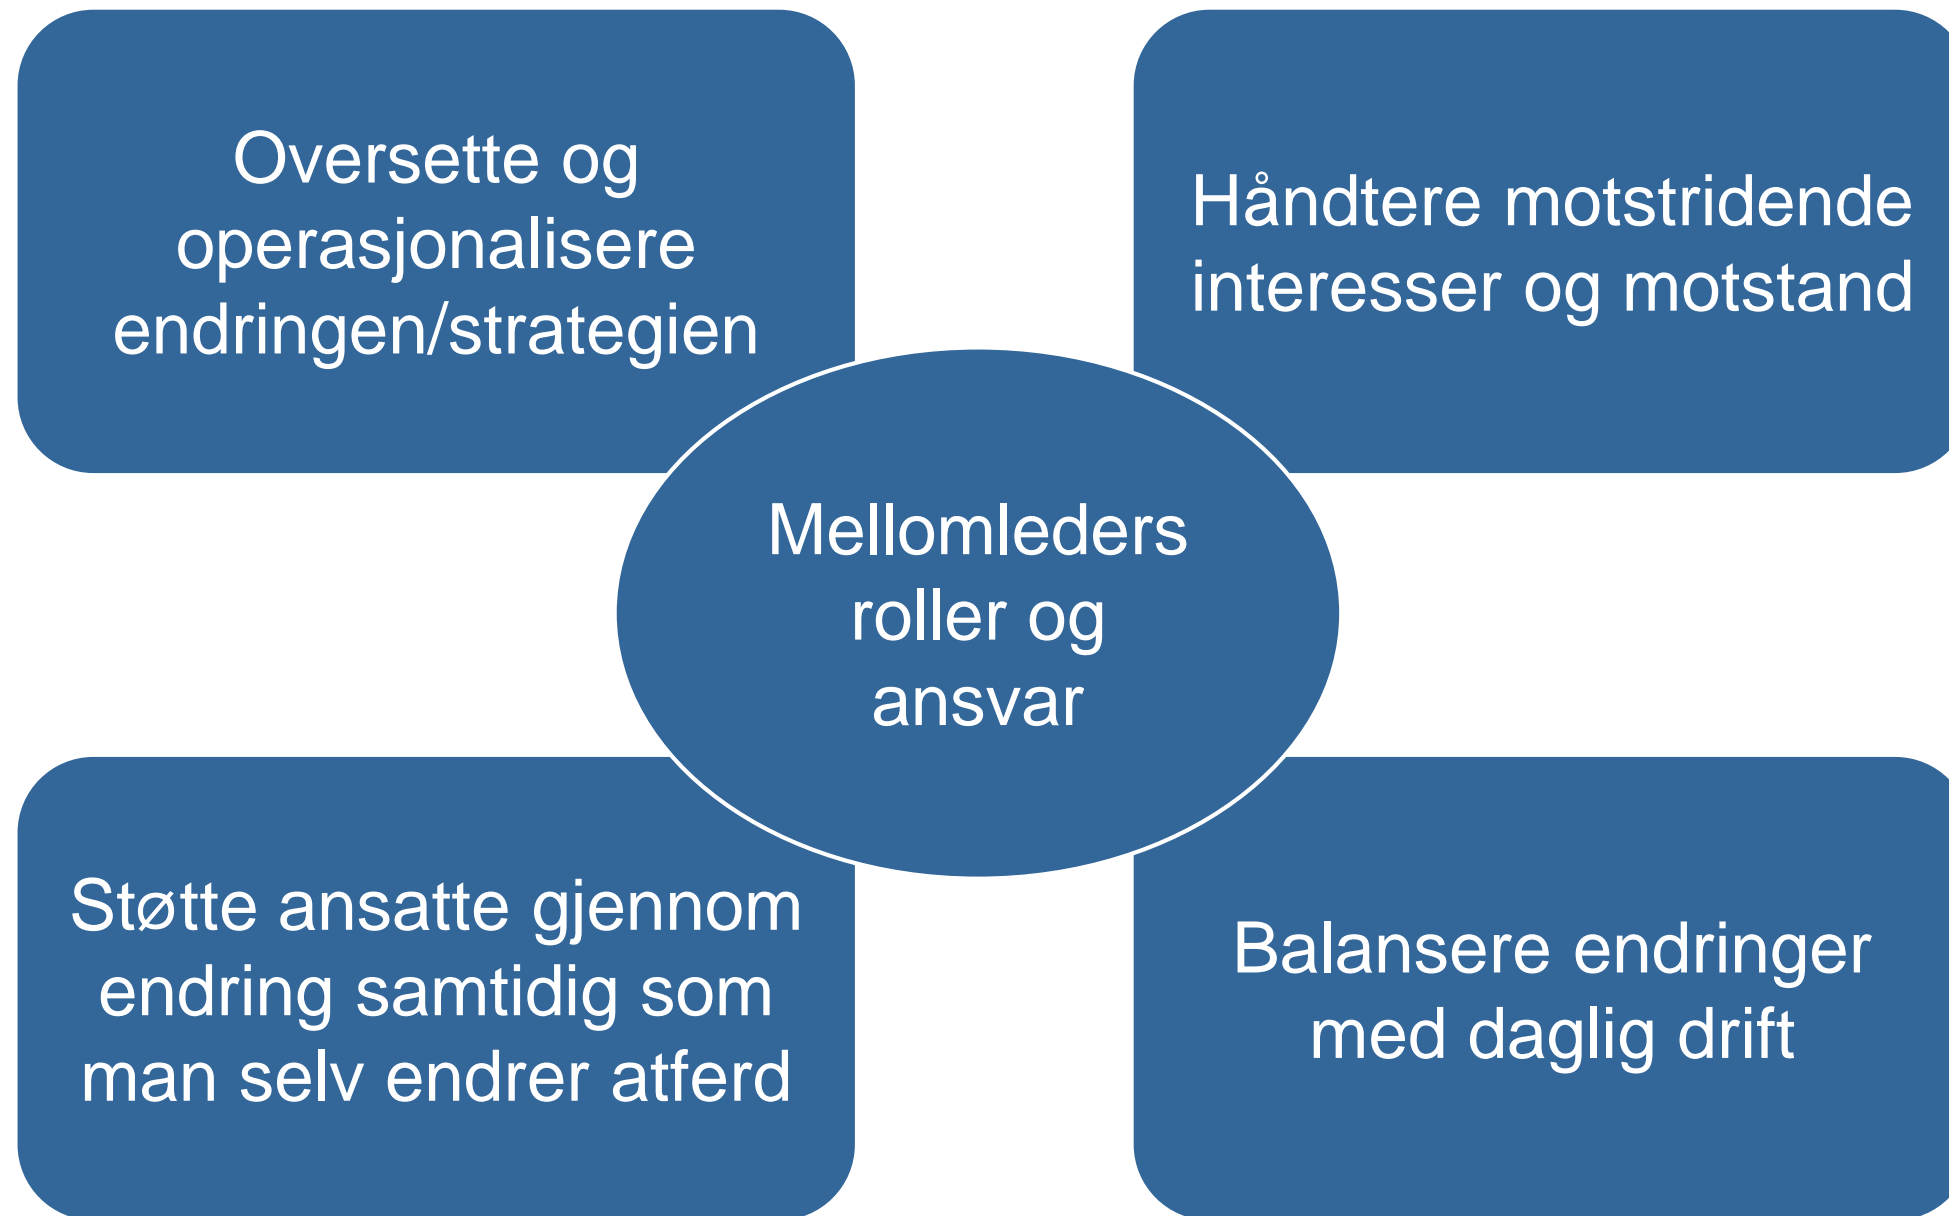 Oversette og
operasjonalisere
endringen/strategien
Håndtere motstridende
interesser og motstand
Mellomleders
roller og
ansvar
Støtte ansatte gjennom
endring samtidig som
man selv endrer atferd
Balansere endringer
med daglig drift